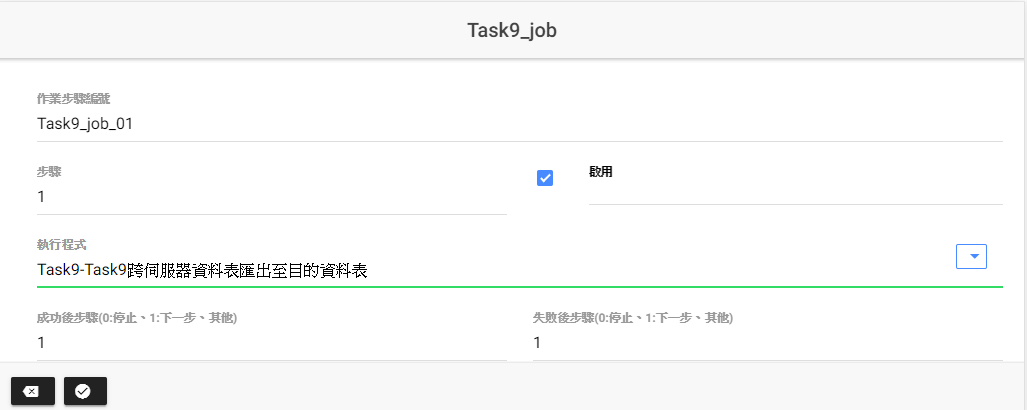 Task9_job
作業步驟編號
Task9_job_01
步驟
1
啟用
執行程式
Task9-Task9跨伺服器資料表匯出至目的資料表
成功後步驟(0:停止、1:下一步、其他)
1
失敗後步驟(0:停止、1:下一步、其他)
1